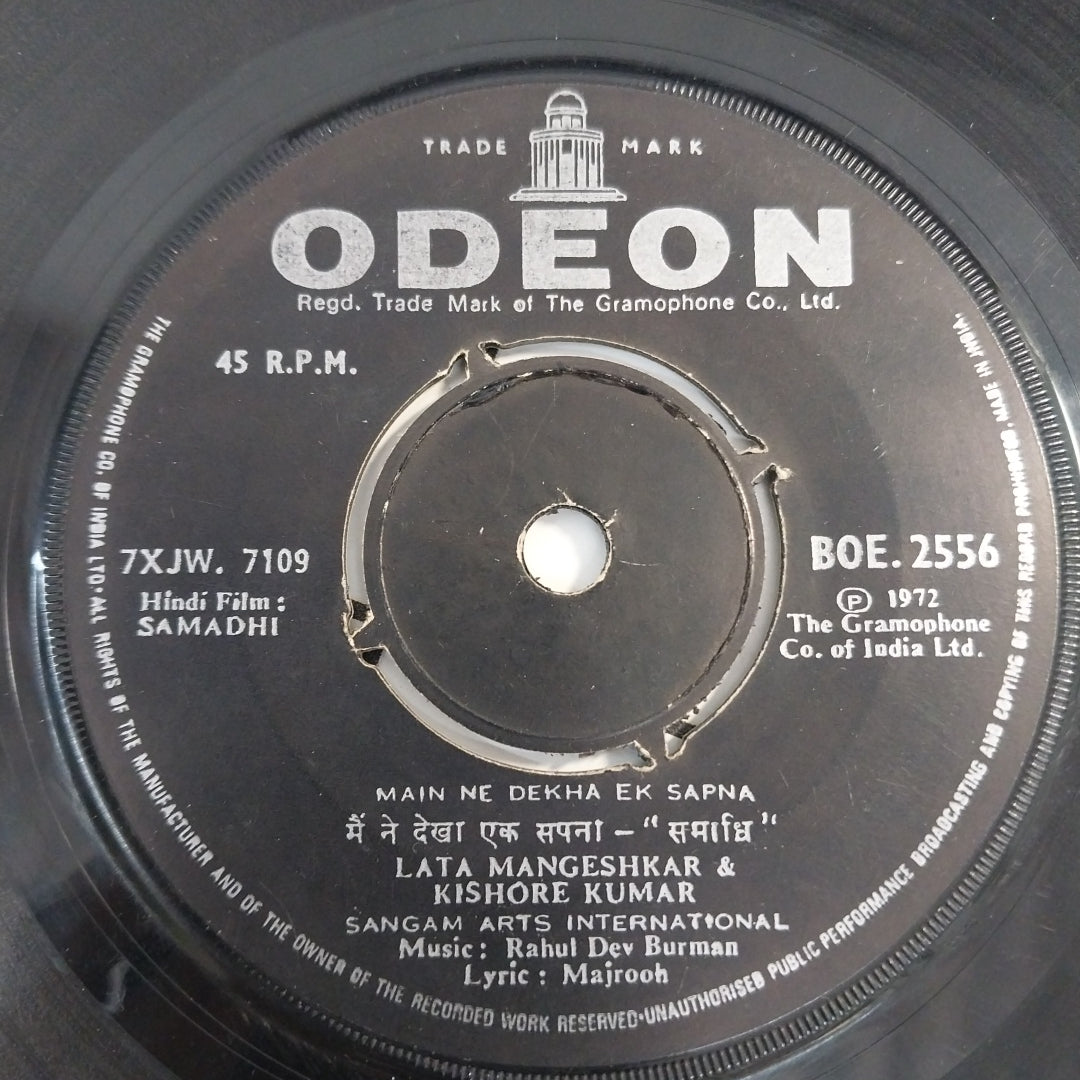 TRADE MARK
ODEON
Regd. Trade Mark of The Gramophone Co., Ltd.
45 R.P.M.
7XJW. 7109
Hindi Film :
SAMADHI
BOE. 2556
Ⓟ 1972
The Gramophone
Co. of India Ltd.
MAIN NE DEKHA EK SAPNA
मैं ने देखा एक सपना – “समाधि”
LATA MANGESHKAR &
KISHORE KUMAR
SANGAM ARTS INTERNATIONAL
Music : Rahul Dev Burman
Lyric : Majrooh
THE GRAMOPHONE CO. OF INDIA LTD. ALL RIGHTS OF THE MANUFACTURER AND OF THE OWNER OF THE RECORDED WORK RESERVED·UNAUTHORISED PUBLIC PERFORMANCE BROADCASTING AND COPYING OF THIS RECORD PROHIBITED. MADE IN INDIA.